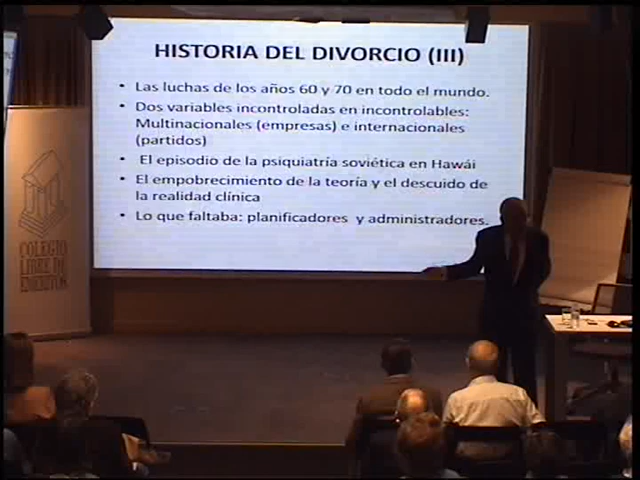 HISTORIA DEL DIVORCIO (III)
• Las luchas de los años 60 y 70 en todo el mundo.
• Dos variables incontroladas en incontrolables:
Multinacionales (empresas) e internacionales
(partidos)
• El episodio de la psiquiatría soviética en Hawái
• El empobrecimiento de la teoría y el descuido de
la realidad clínica
• Lo que faltaba: planificadores y administradores.
COLEGIO
LIBRE DE
EMERITOS